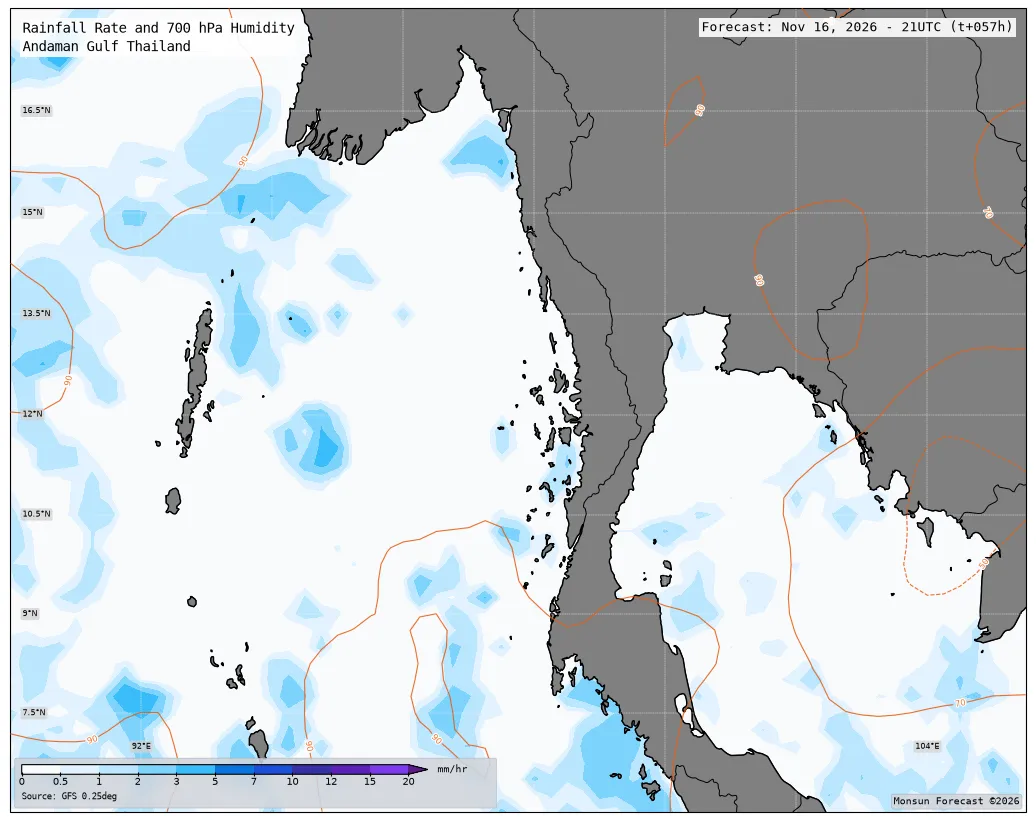 Rainfall Rate and 700 hPa Humidity
Andaman Gulf Thailand
Forecast: Nov 16, 2026 - 21UTC (t+057h)
16.5°N
90
90
70
15°N
90
13.5°N
90
12°N
10.5°N
50
9°N
70
7.5°N
90
92°E
90
90
104°E
0 0.5 1 2 3 5 7 10 12 15 20 mm/hr
Source: GFS 0.25deg
Monsun Forecast ©2026